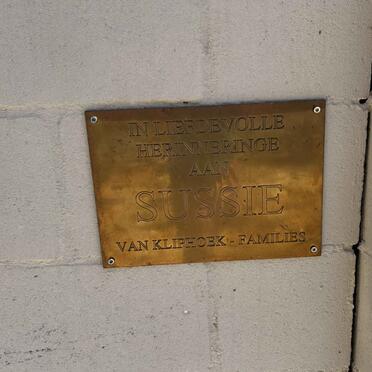 IN LIEFDEVOLLE
HERINNERINGE
AAN
SUSSIE
VAN KLIPHOEK - FAMILIES